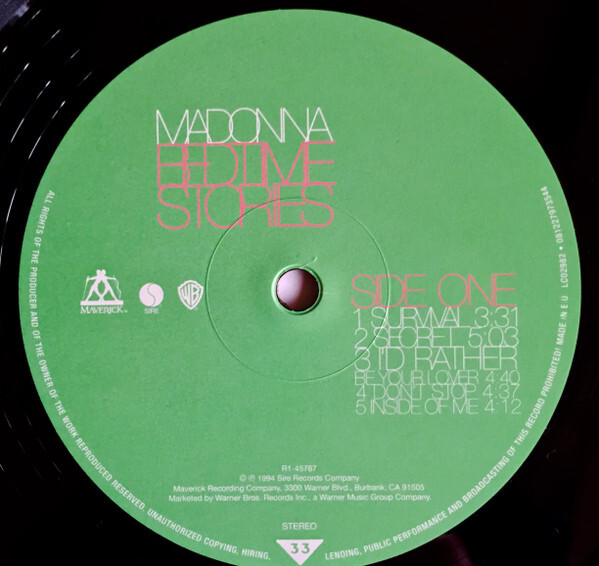 MADONNA
BEDTIME
STORIES
MAVERICK™
S
SIRE
WB
SIDE ONE
1 SURVIVAL 3:31
2 SECRET 5:03
3 I'D RATHER
BE YOUR LOVER 4:40
4 DON'T STOP 4:37
5 INSIDE OF ME 4:12
R1-45767
© ℗ 1994 Sire Records Company
Maverick Recording Company, 3300 Warner Blvd., Burbank, CA 91505
Marketed by Warner Bros. Records Inc., a Warner Music Group Company.
STEREO
33
ALL RIGHTS OF THE PRODUCER AND OF THE OWNER OF THE WORK REPRODUCED RESERVED. UNAUTHORIZED COPYING, HIRING, LENDING, PUBLIC PERFORMANCE AND BROADCASTING OF THIS RECORD PROHIBITED! MADE IN E U LC02982 • 081227973544